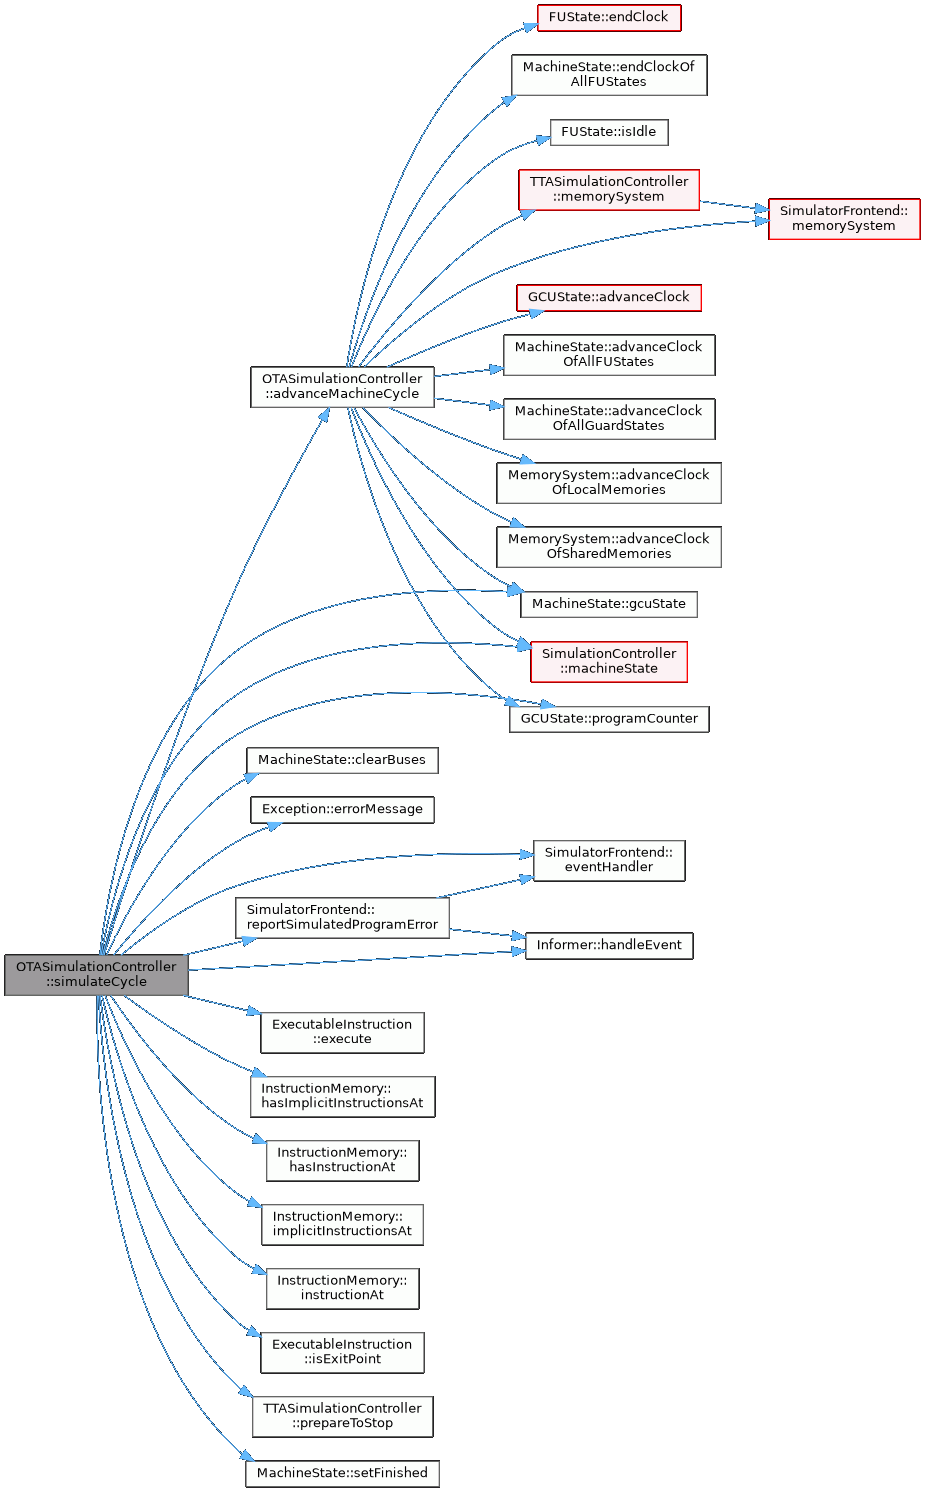 FUState::endClock
MachineState::endClockOf
AllFUStates
FUState::isIdle
TTASimulationController
::memorySystem
SimulatorFrontend::
memorySystem
GCUState::advanceClock
MachineState::advanceClock
OfAllFUStates
OTASimulationController
::advanceMachineCycle
MachineState::advanceClock
OfAllGuardStates
MemorySystem::advanceClock
OfLocalMemories
MemorySystem::advanceClock
OfSharedMemories
MachineState::gcuState
SimulationController
::machineState
GCUState::programCounter
MachineState::clearBuses
Exception::errorMessage
SimulatorFrontend::
eventHandler
SimulatorFrontend::
reportSimulatedProgramError
Informer::handleEvent
OTASimulationController
::simulateCycle
ExecutableInstruction
::execute
InstructionMemory::
hasImplicitInstructionsAt
InstructionMemory::
hasInstructionAt
InstructionMemory::
implicitInstructionsAt
InstructionMemory::
instructionAt
ExecutableInstruction
::isExitPoint
TTASimulationController
::prepareToStop
MachineState::setFinished